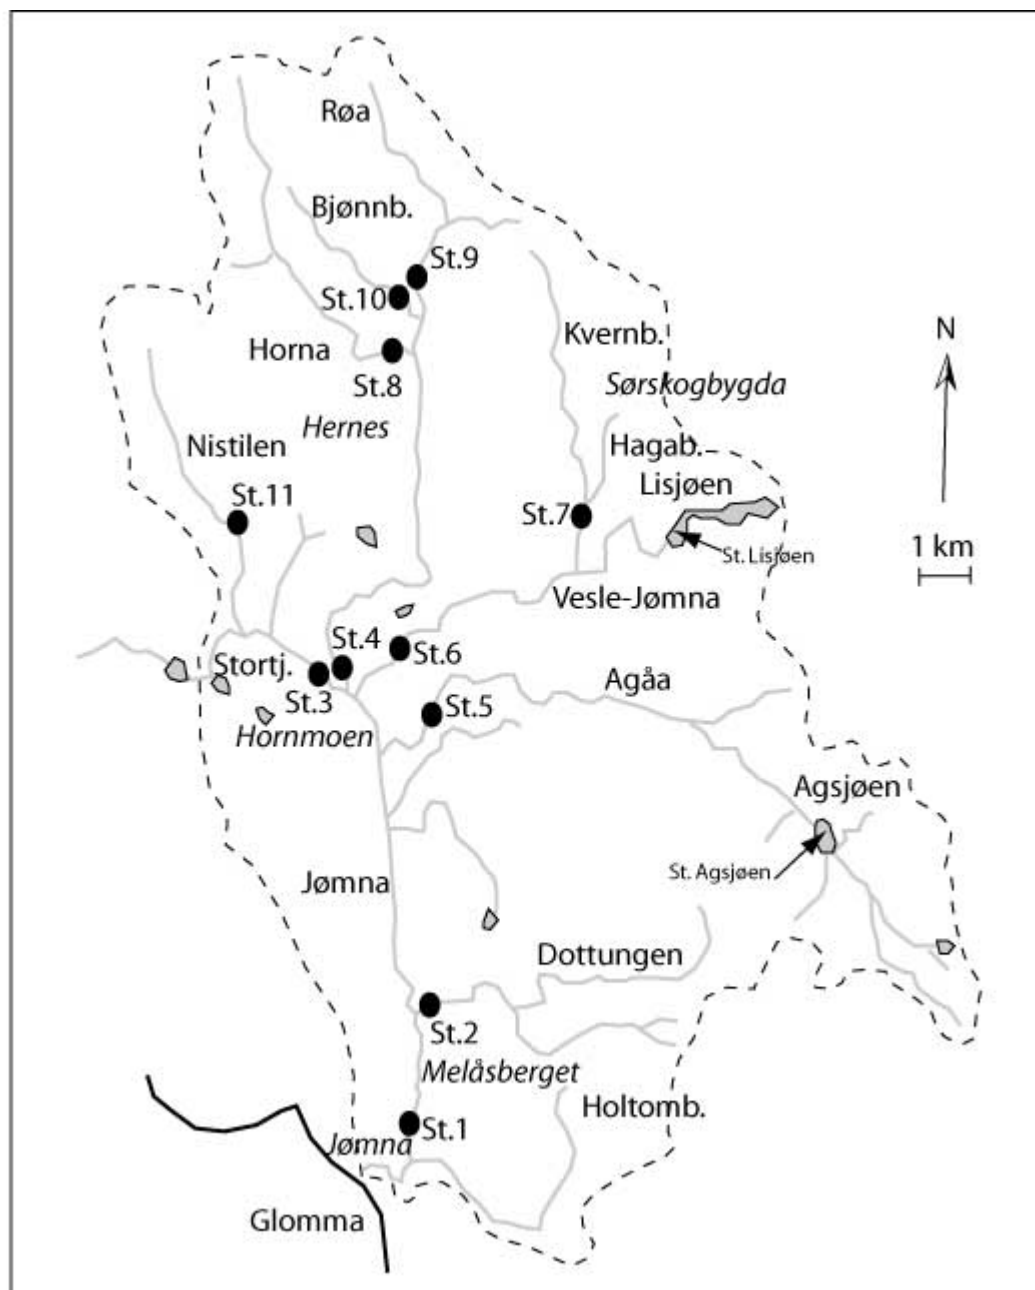 Røa
Bjønnb.
St.9
St.10
N
Kvernb.
Horna
St.8
Sørskogbygda
Hernes
Nistilen
Hagab.
Lisjøen
St.11
St.7
1 km
St. Lisjøen
Vesle-Jømna
St.4
St.6
Stortj.
Agåa
St.3
St.5
Hornmoen
Agsjøen
St. Agsjøen
Jømna
Dottungen
St.2
Melåsberget
Holtomb.
St.1
Jømna
Glomma